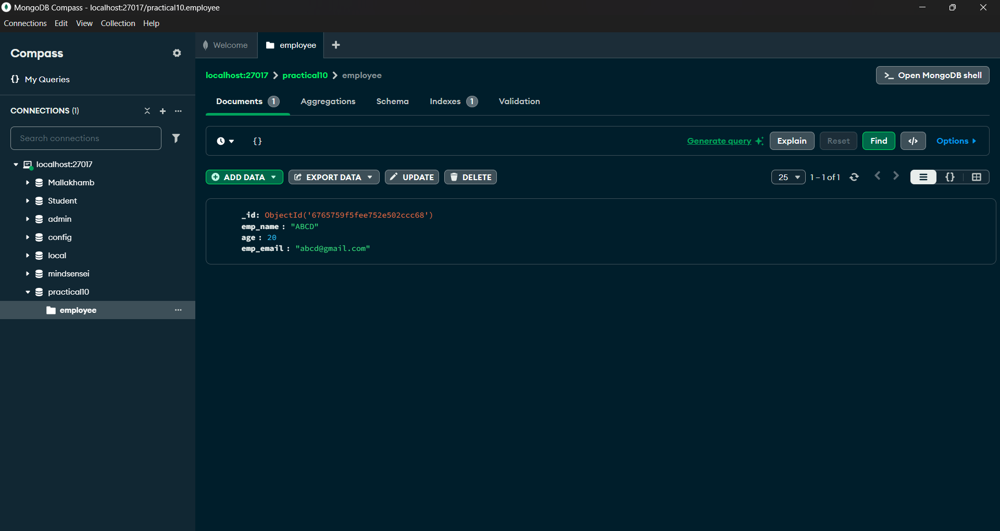 MongoDB Compass - localhost:27017/practical10.employee
Connections Edit View Collection Help
Compass
{} My Queries
CONNECTIONS (1)
Search connections
localhost:27017
Mallakhamb
Student
admin
config
local
mindsensei
practical10
employee
Welcome
employee
localhost:27017 > practical10 > employee
>_ Open MongoDB shell
Documents 1 Aggregations Schema Indexes 1 Validation
{} Generate query Explain Reset Find </> Options
ADD DATA EXPORT DATA UPDATE DELETE 25 1 – 1 of 1 {}
_id: ObjectId('6765759f5fee752e502ccc68')
emp_name : "ABCD"
age : 20
emp_email : "abcd@gmail.com"